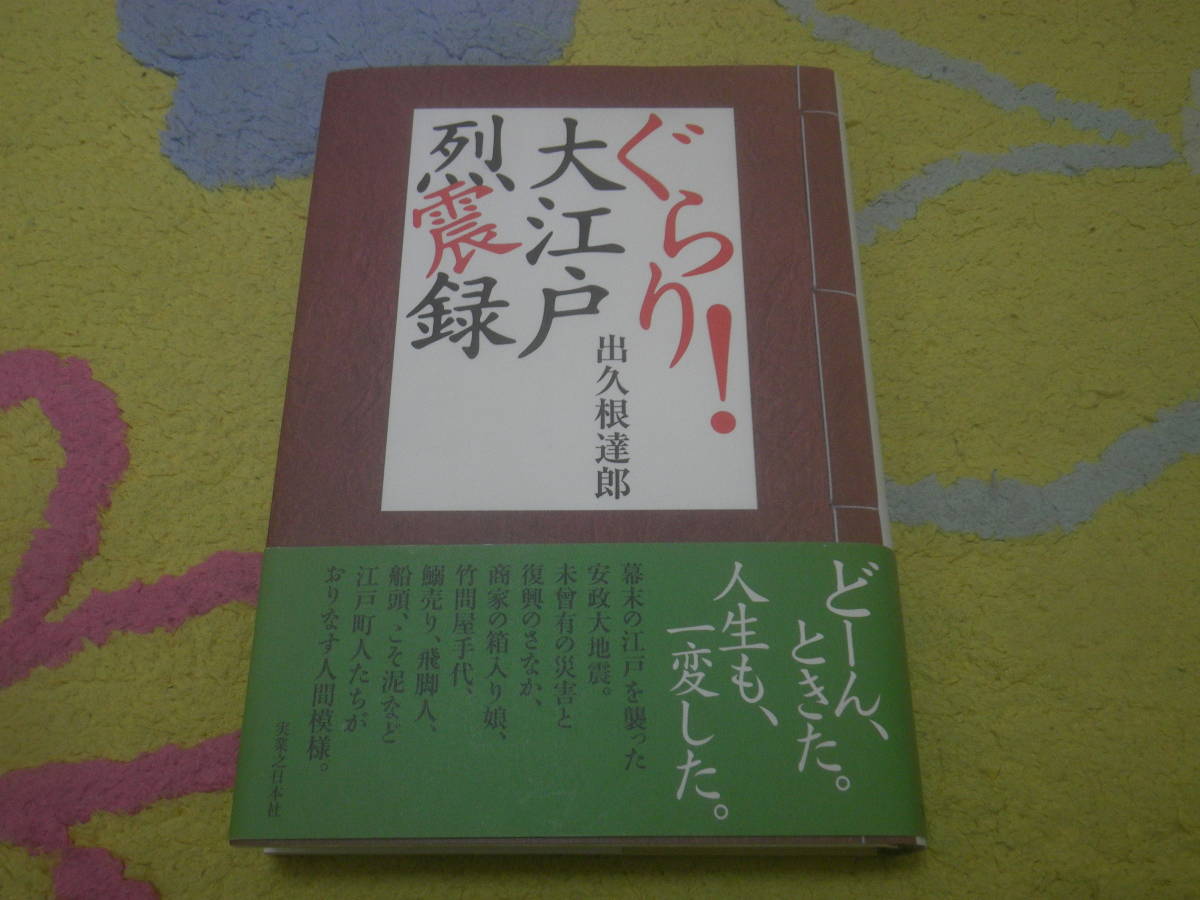 ぐらり!
大江戸
烈震録
出久根達郎
どーん、
ときた。
人生も、
一変した。
幕末の江戸を襲った
安政大地震。
未曾有の災害と
復興のさなか、
商家の箱入り娘、
竹問屋手代、
鰯売り、飛脚人、
船頭、こそ泥など
江戸町人たちが
おりなす人間模様。
実業之日本社